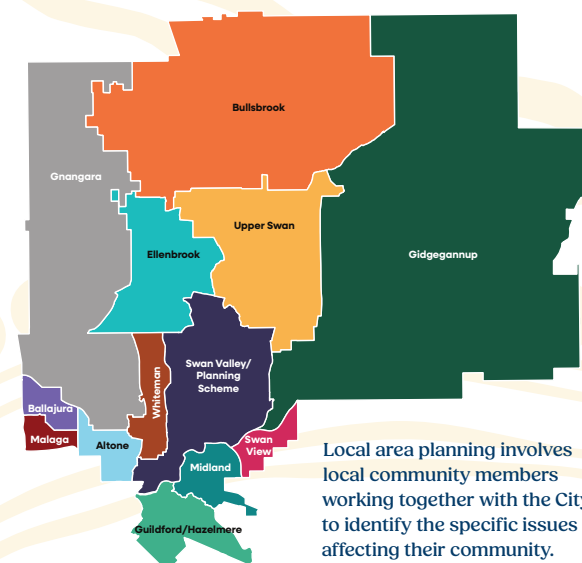 Bullsbrook
Gnangara
Upper Swan
Ellenbrook
Gidgegannup
Swan Valley/
Planning
Scheme
Whiteman
Ballajura
Malaga
Altone
Swan
View
Midland
Guildford/Hazelmere
Local area planning involves
local community members
working together with the City
to identify the specific issues
affecting their community.